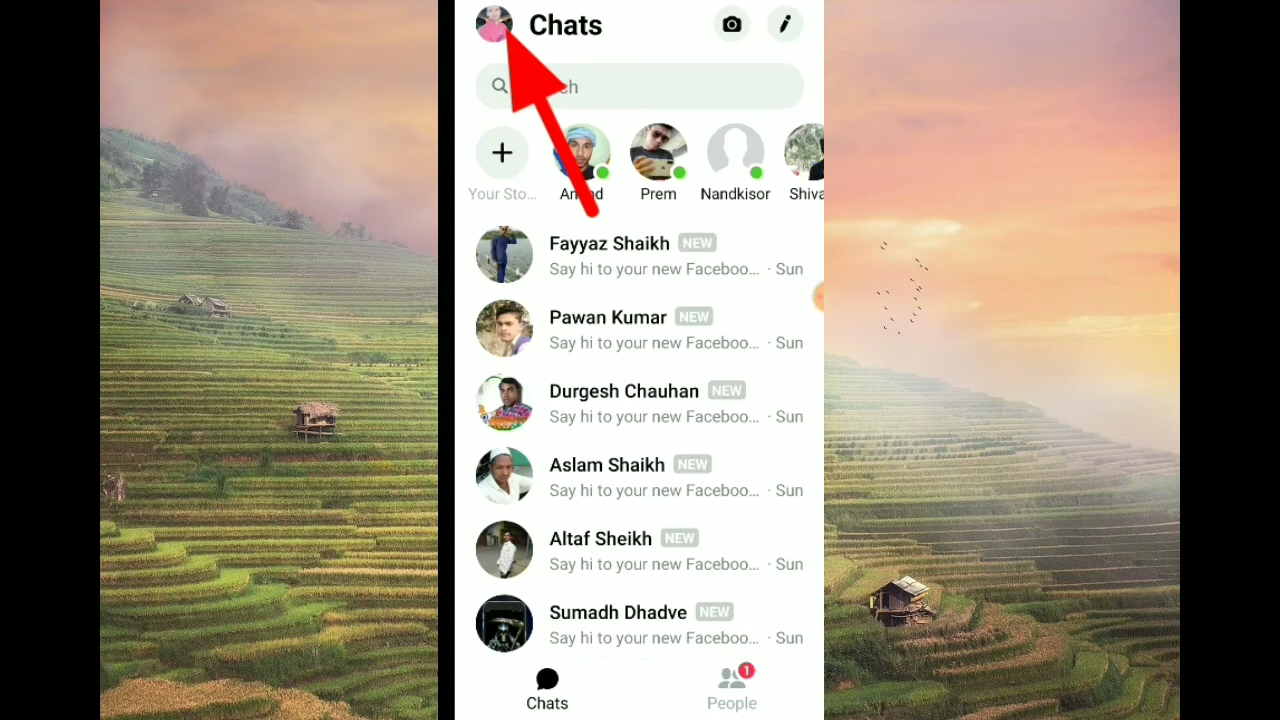 Chats
ch
Your Sto...
Prem
Nandkisor
Shiva
Fayyaz Shaikh NEW
Say hi to your new Faceboo... · Sun
Pawan Kumar NEW
Say hi to your new Faceboo... · Sun
Durgesh Chauhan NEW
Say hi to your new Faceboo... · Sun
Aslam Shaikh NEW
Say hi to your new Faceboo... · Sun
Altaf Sheikh NEW
Say hi to your new Faceboo... · Sun
Sumadh Dhadve NEW
Say hi to your new Faceboo... · Sun
1
Chats
People